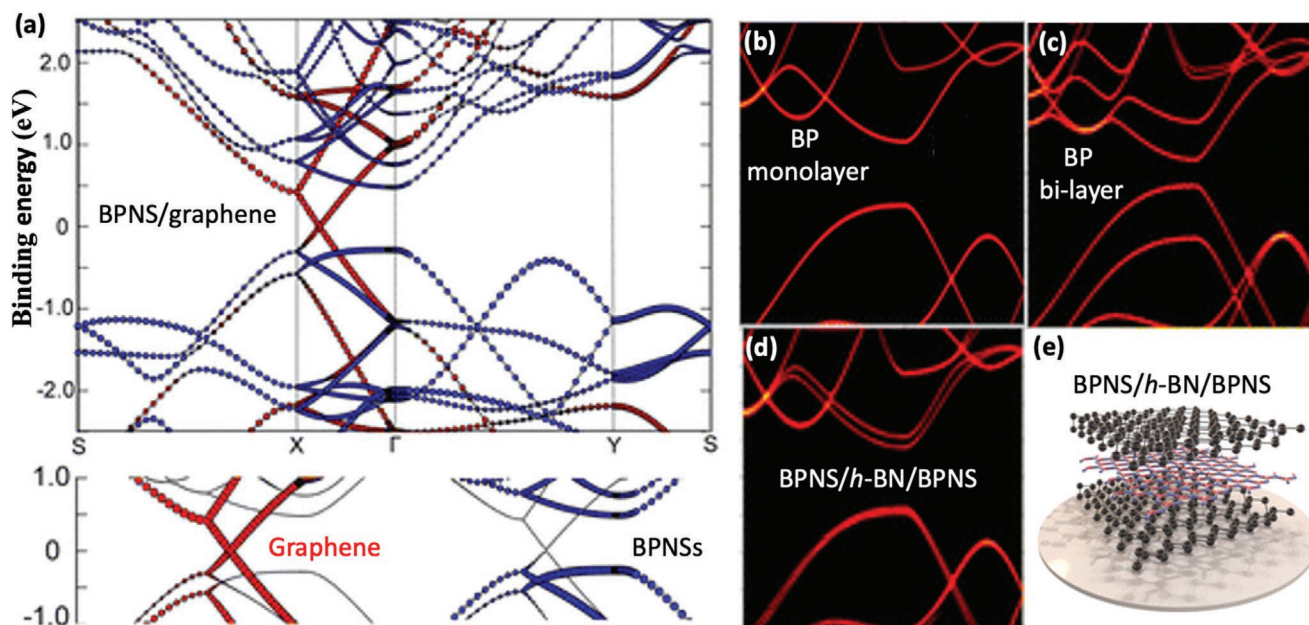 (a)
Binding energy (eV)
2.0
1.0
0
-1.0
-2.0
BPNS/graphene
S
X
Γ
Y
S
1.0
0
-1.0
Graphene
BPNSs
(b)
BP
monolayer
(c)
BP
bi-layer
(d)
BPNS/h-BN/BPNS
(e)
BPNS/h-BN/BPNS